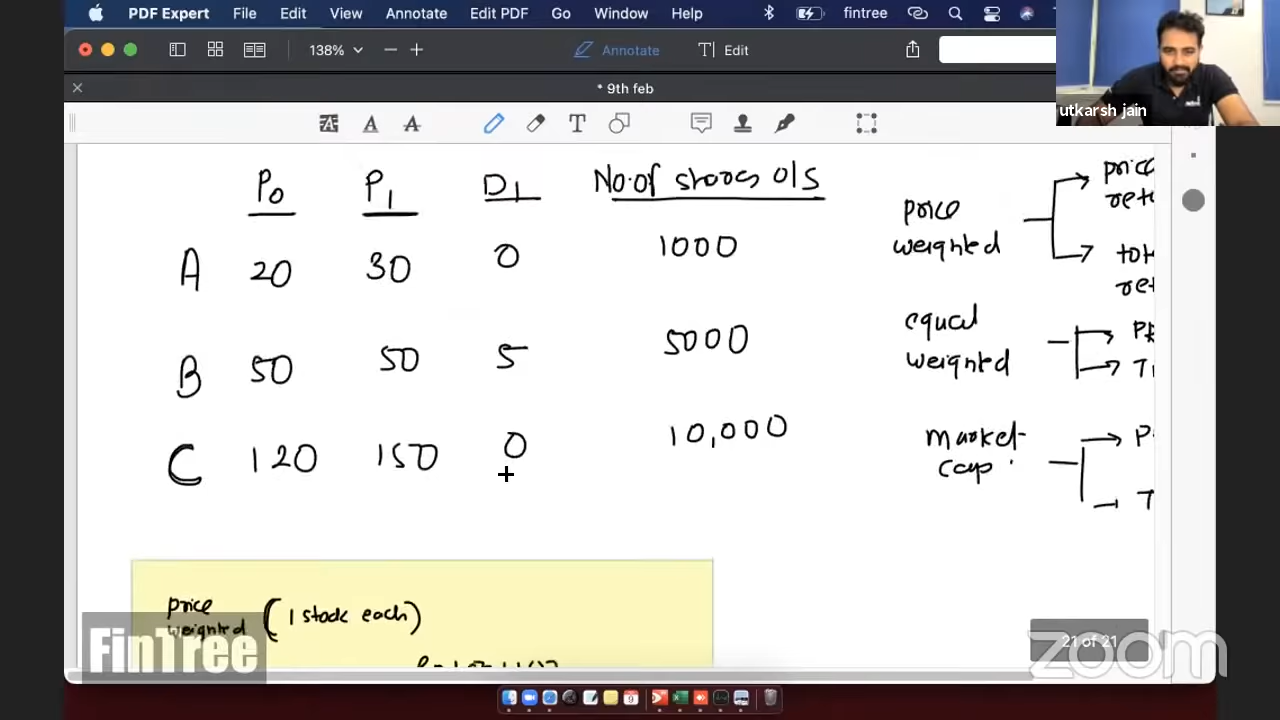 PDF Expert File Edit View Annotate Edit PDF Go Window Help fintree
138% Annotate Edit
* 9th feb
utkarsh jain
P0 P1 D1 No.of shares o/s
A 20 30 0 1000
B 50 50 5 5000
C 120 150 0 10,000
price
weighted
equal
weighted
market
cap
price
weighted (1 stock each)
FinTree
21 of 21
zoom